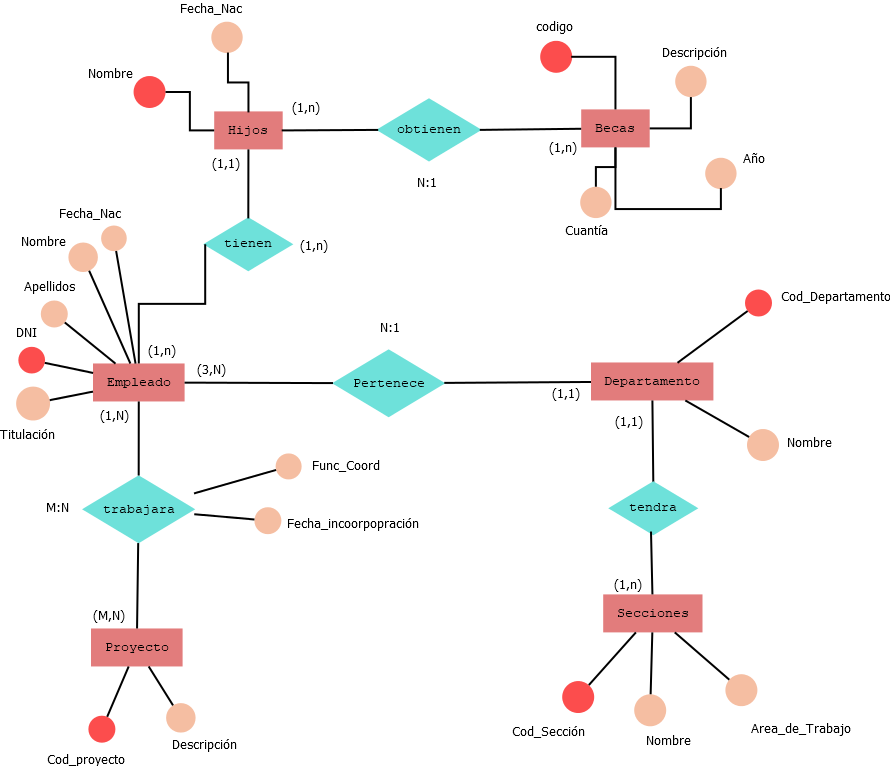 Fecha_Nac
codigo
Descripción
Nombre
(1,n)
Hijos
obtienen
Becas
(1,1)
(1,n)
Año
N:1
Cuantía
Fecha_Nac
Nombre
tienen
(1,n)
Apellidos
Cod_Departamento
DNI
N:1
(1,n)
(3,N)
Empleado
Pertenece
Departamento
(1,1)
(1,N)
(1,1)
Titulación
Nombre
Func_Coord
M:N
trabajara
tendra
Fecha_incoorpopración
(1,n)
(M,N)
Secciones
Proyecto
Cod_Sección
Nombre
Area_de_Trabajo
Descripción
Cod_proyecto